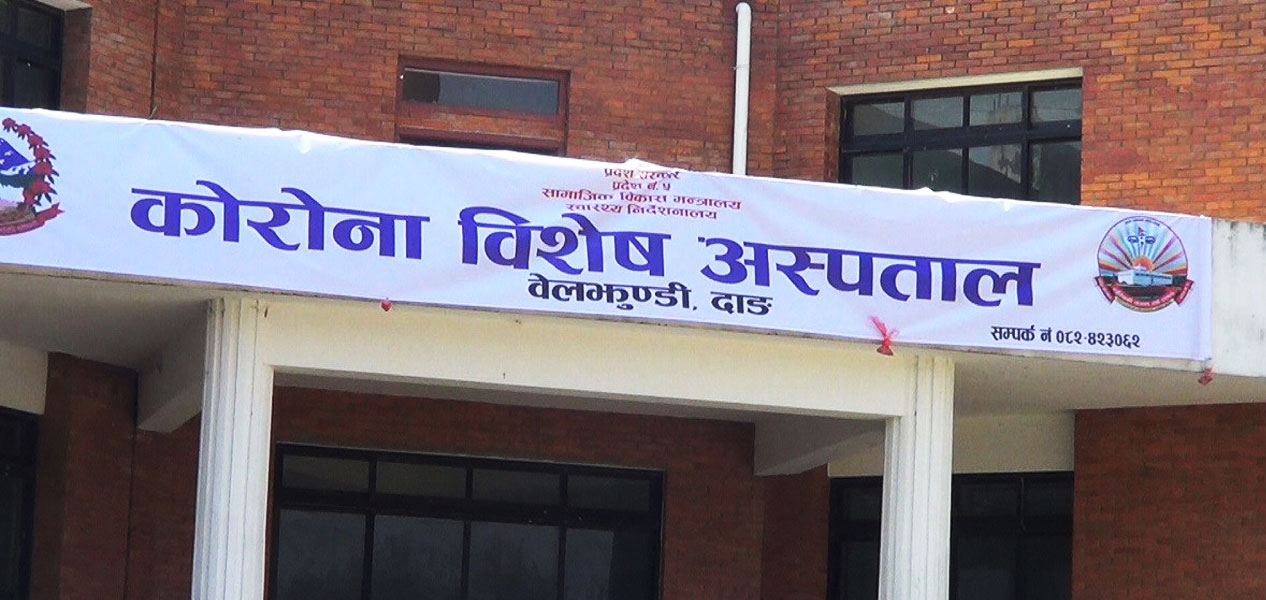 प्रदेश सरकार
प्रदेश नं. ५
सामाजिक विकास मन्त्रालय
स्वास्थ्य निर्देशनालय
कोरोना विशेष अस्पताल
वेलझुण्डी, दाङ
सम्पर्क नं ०८२-४२३०६२